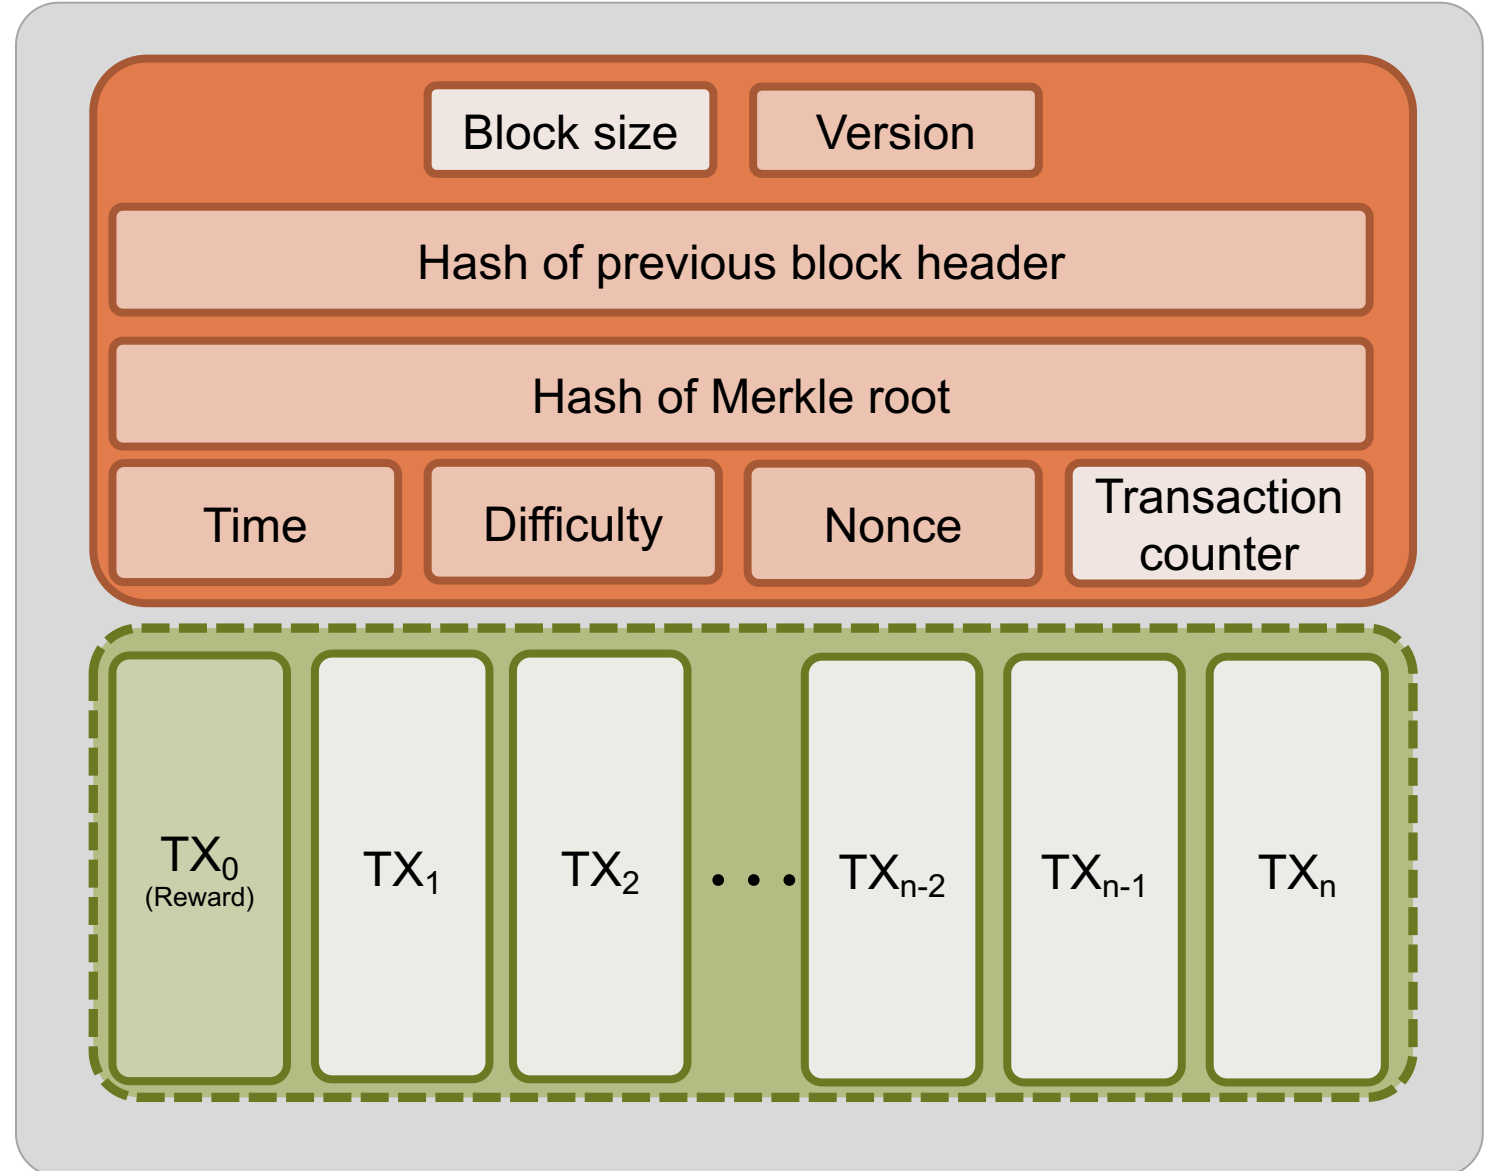 Block size
Version
Hash of previous block header
Hash of Merkle root
Time
Difficulty
Nonce
Transaction
counter
TX₀
(Reward)
TX₁
TX₂
...
TXₙ₋₂
TXₙ₋₁
TXₙ